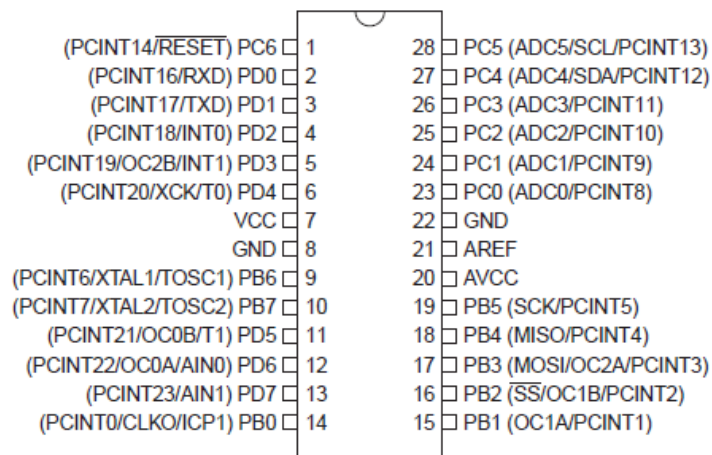 (PCINT14/RESET) PC6 1 28 PC5 (ADC5/SCL/PCINT13)
(PCINT16/RXD) PD0 2 27 PC4 (ADC4/SDA/PCINT12)
(PCINT17/TXD) PD1 3 26 PC3 (ADC3/PCINT11)
(PCINT18/INT0) PD2 4 25 PC2 (ADC2/PCINT10)
(PCINT19/OC2B/INT1) PD3 5 24 PC1 (ADC1/PCINT9)
(PCINT20/XCK/T0) PD4 6 23 PC0 (ADC0/PCINT8)
VCC 7 22 GND
GND 8 21 AREF
(PCINT6/XTAL1/TOSC1) PB6 9 20 AVCC
(PCINT7/XTAL2/TOSC2) PB7 10 19 PB5 (SCK/PCINT5)
(PCINT21/OC0B/T1) PD5 11 18 PB4 (MISO/PCINT4)
(PCINT22/OC0A/AIN0) PD6 12 17 PB3 (MOSI/OC2A/PCINT3)
(PCINT23/AIN1) PD7 13 16 PB2 (SS/OC1B/PCINT2)
(PCINT0/CLKO/ICP1) PB0 14 15 PB1 (OC1A/PCINT1)